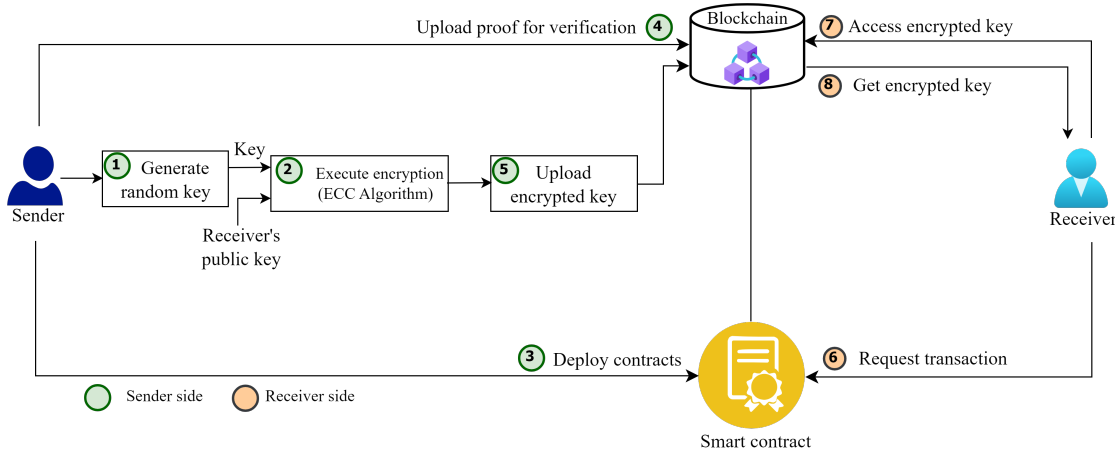 Blockchain
Upload proof for verification 4
7 Access encrypted key
8 Get encrypted key
1 Generate
random key
Key
2 Execute encryption
(ECC Algorithm)
5 Upload
encrypted key
Sender
Receiver's
public key
Receiver
3 Deploy contracts
6 Request transaction
Sender side
Receiver side
Smart contract